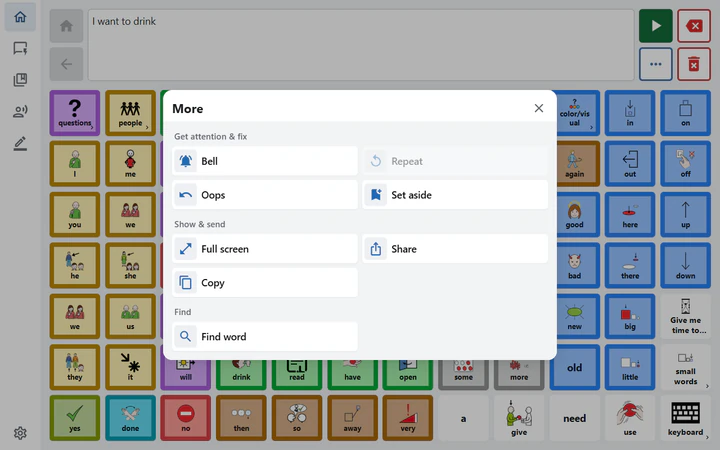 I want to drink
questions
people
color/vis
ual
in
on
More
Get attention & fix
Bell
Repeat
Oops
Set aside
Show & send
Full screen
Share
Copy
Find
Find word
I
me
again
out
off
you
we
good
here
up
he
she
bad
there
down
we
us
new
big
Give me
time to...
they
it
will
drink
read
have
open
some
more
old
little
small
words
yes
done
no
then
so
away
very
a
give
need
use
keyboard